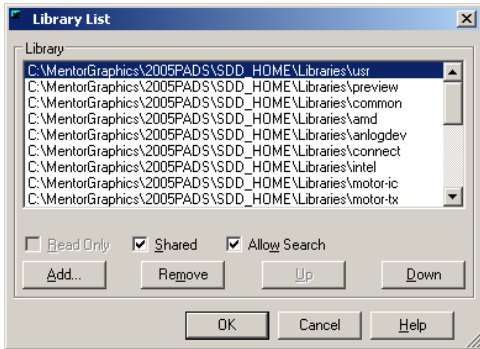 Library List
Library
C:\MentorGraphics\2005PADS\SDD_HOME\Libraries\usr
C:\MentorGraphics\2005PADS\SDD_HOME\Libraries\preview
C:\MentorGraphics\2005PADS\SDD_HOME\Libraries\common
C:\MentorGraphics\2005PADS\SDD_HOME\Libraries\amd
C:\MentorGraphics\2005PADS\SDD_HOME\Libraries\anlogdev
C:\MentorGraphics\2005PADS\SDD_HOME\Libraries\connect
C:\MentorGraphics\2005PADS\SDD_HOME\Libraries\intel
C:\MentorGraphics\2005PADS\SDD_HOME\Libraries\motor-ic
C:\MentorGraphics\2005PADS\SDD_HOME\Libraries\motor-tx
Read Only Shared Allow Search
Add... Remove Up Down
OK Cancel Help